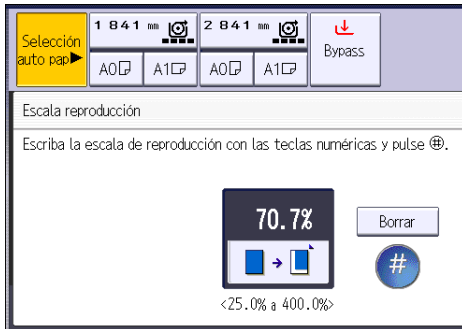 Selección
auto pap▶
1 841 mm
A0 A1
2 841 mm
A0 A1
Bypass
Escala reproducción
Escriba la escala de reproducción con las teclas numéricas y pulse #.
70.7%
Borrar
#
<25.0% a 400.0%>